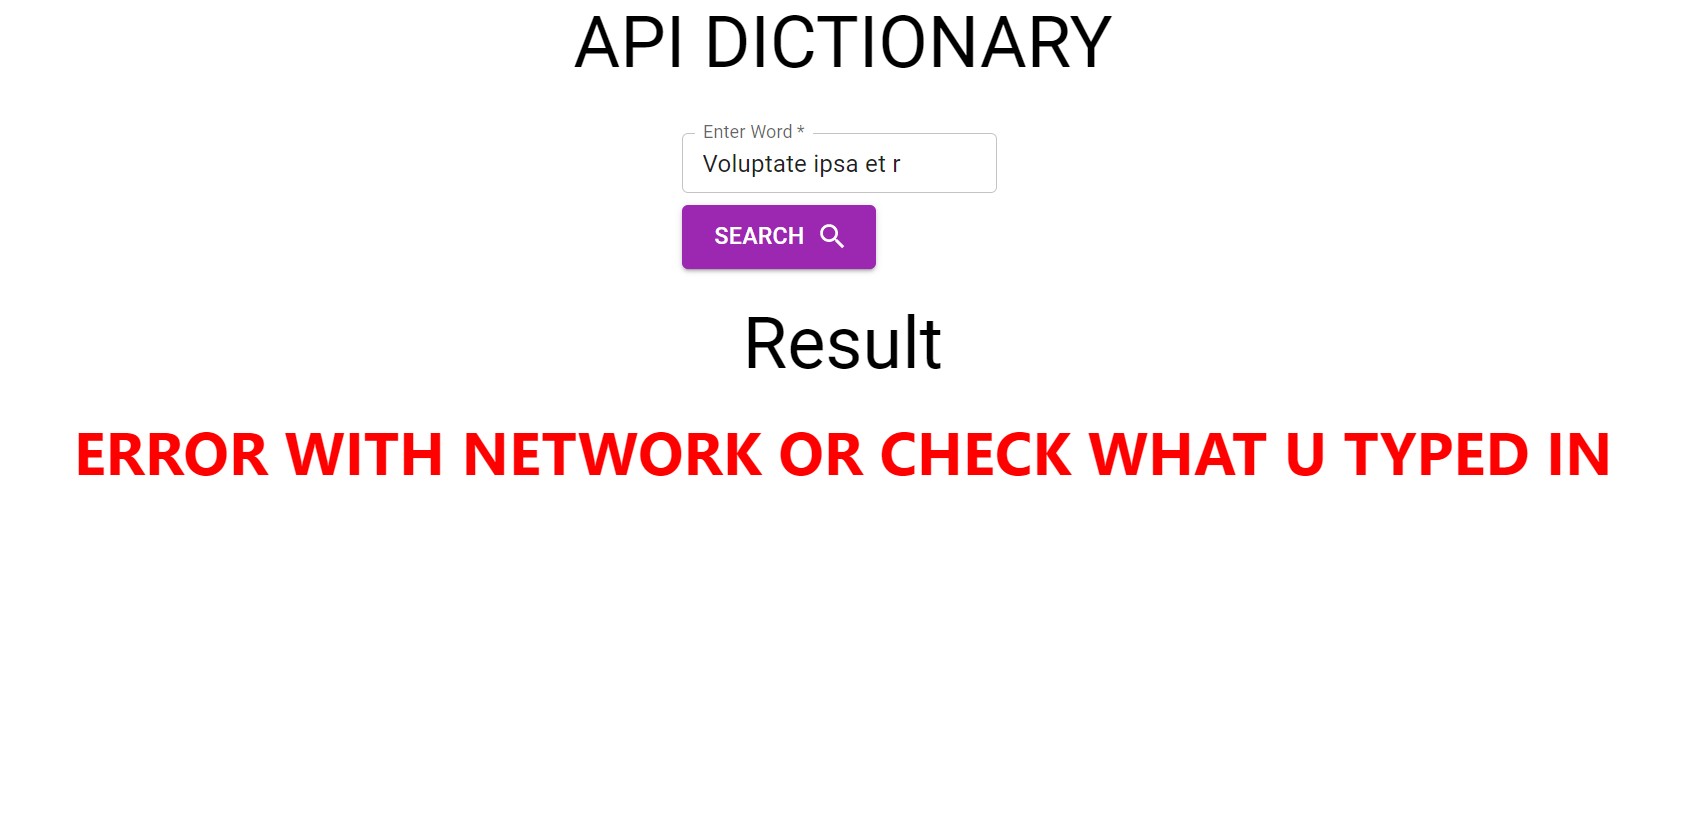 API DICTIONARY
Enter Word *
Voluptate ipsa et r
SEARCH
Result
ERROR WITH NETWORK OR CHECK WHAT U TYPED IN